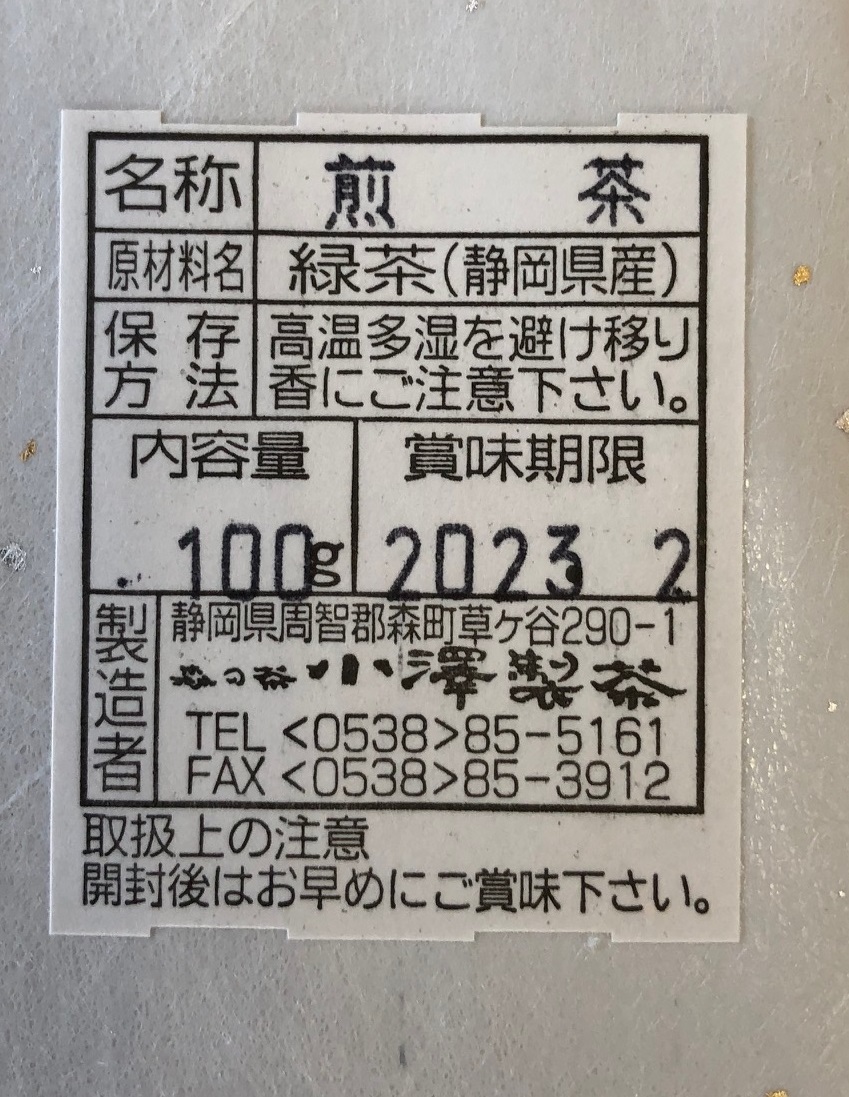 名称 煎 茶
原材料名 緑茶(静岡県産)
保存方法 高温多湿を避け移り
香にご注意下さい。
内容量 賞味期限
100g 2023. 2
製造者 静岡県周智郡森町草ケ谷290-1
森の茶 小澤製茶
TEL <0538>85-5161
FAX <0538>85-3912
取扱上の注意
開封後はお早めにご賞味下さい。